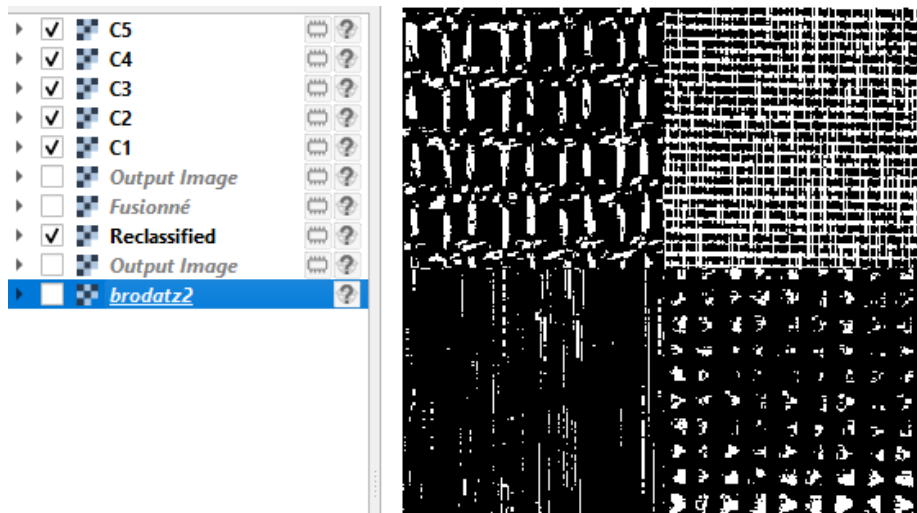 C5
C4
C3
C2
C1
Output Image
Fusionné
Reclassified
Output Image
brodatz2